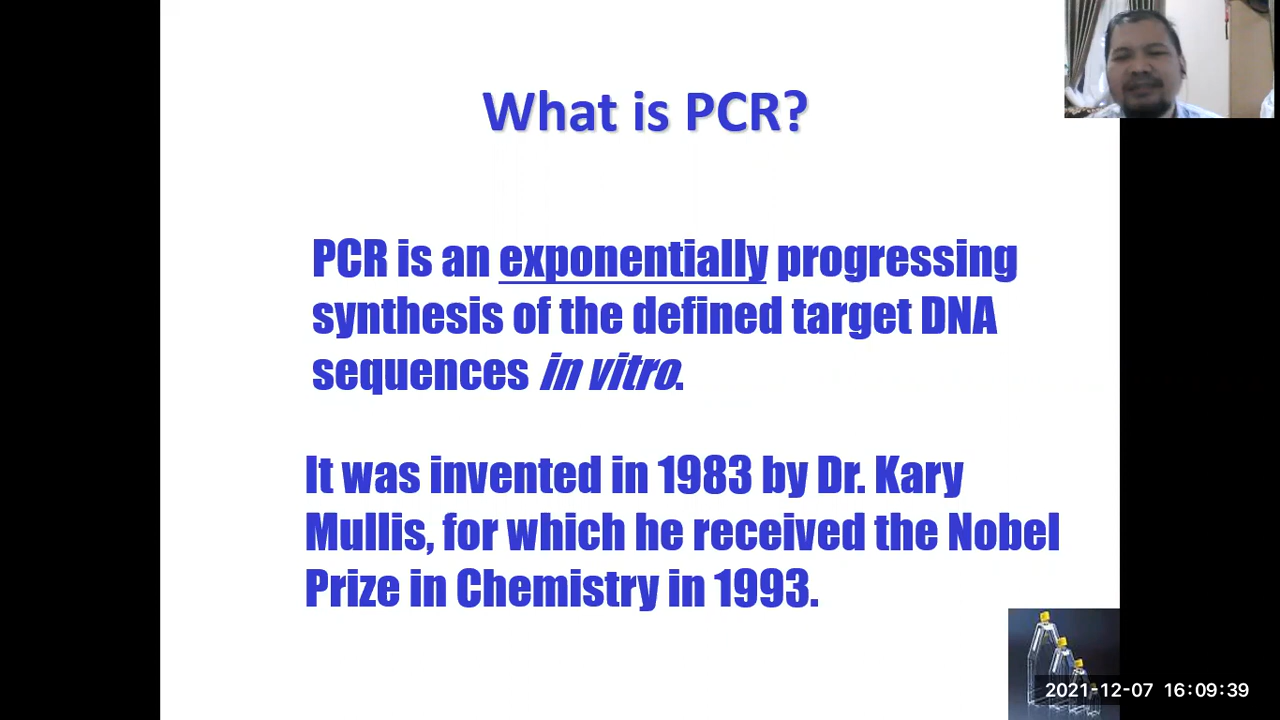 What is PCR?
PCR is an exponentially progressing
synthesis of the defined target DNA
sequences in vitro.
It was invented in 1983 by Dr. Kary
Mullis, for which he received the Nobel
Prize in Chemistry in 1993.
2021-12-07 16:09:39